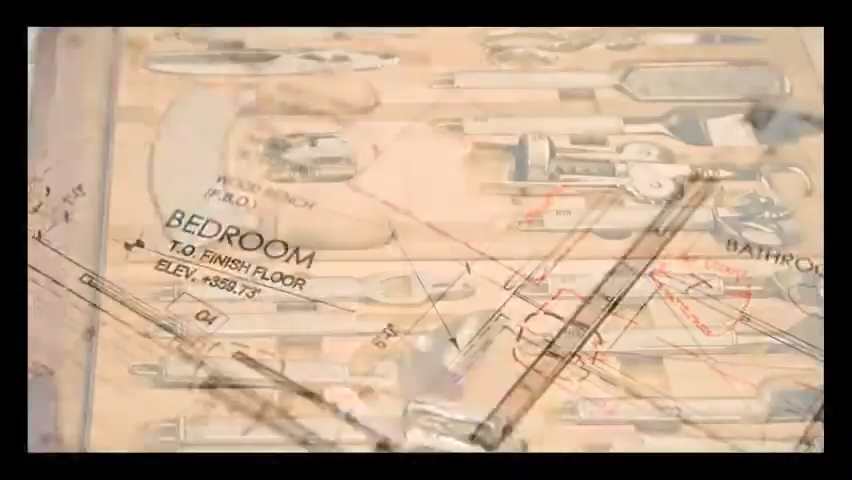 WOOD BENCH
(F.B.O.)
BEDROOM
T.O. FINISH FLOOR
ELEV. +359.73'
04
BATHROO